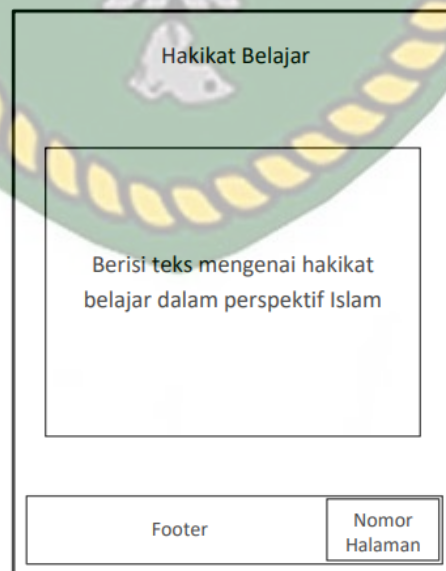 Hakikat Belajar
Berisi teks mengenai hakikat
belajar dalam perspektif Islam
Footer
Nomor
Halaman